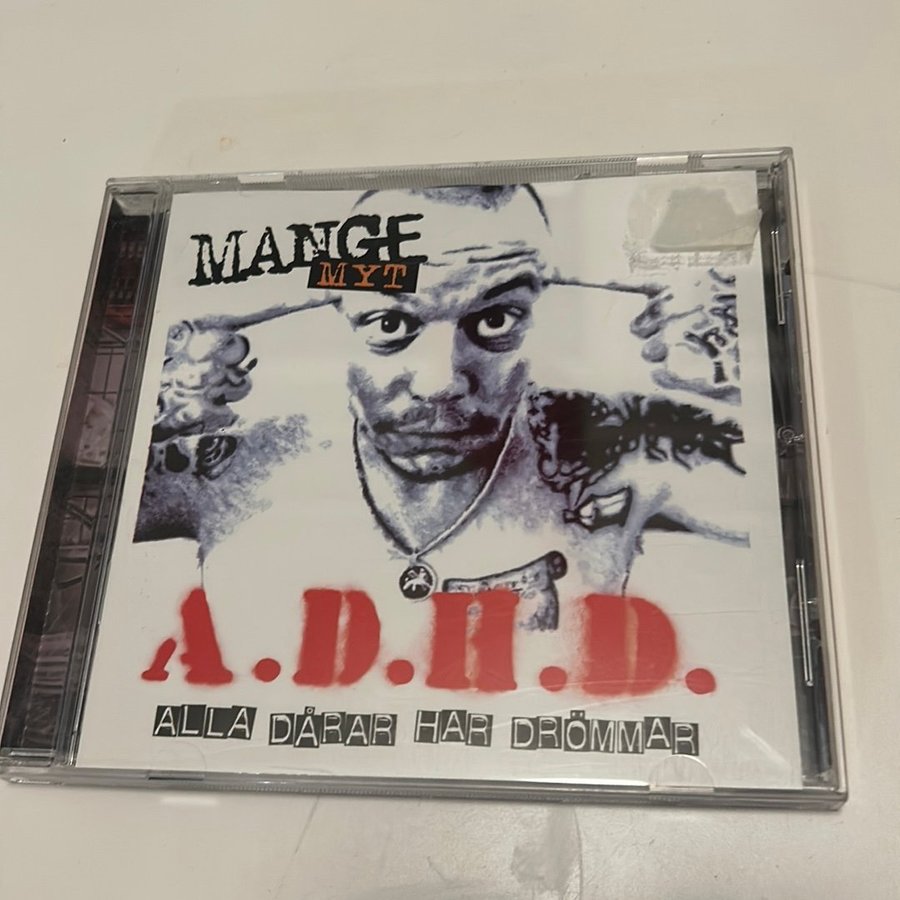 MANGE
MYT
A.D.H.D.
ALLA DÅRAR HAR DRÖMMAR